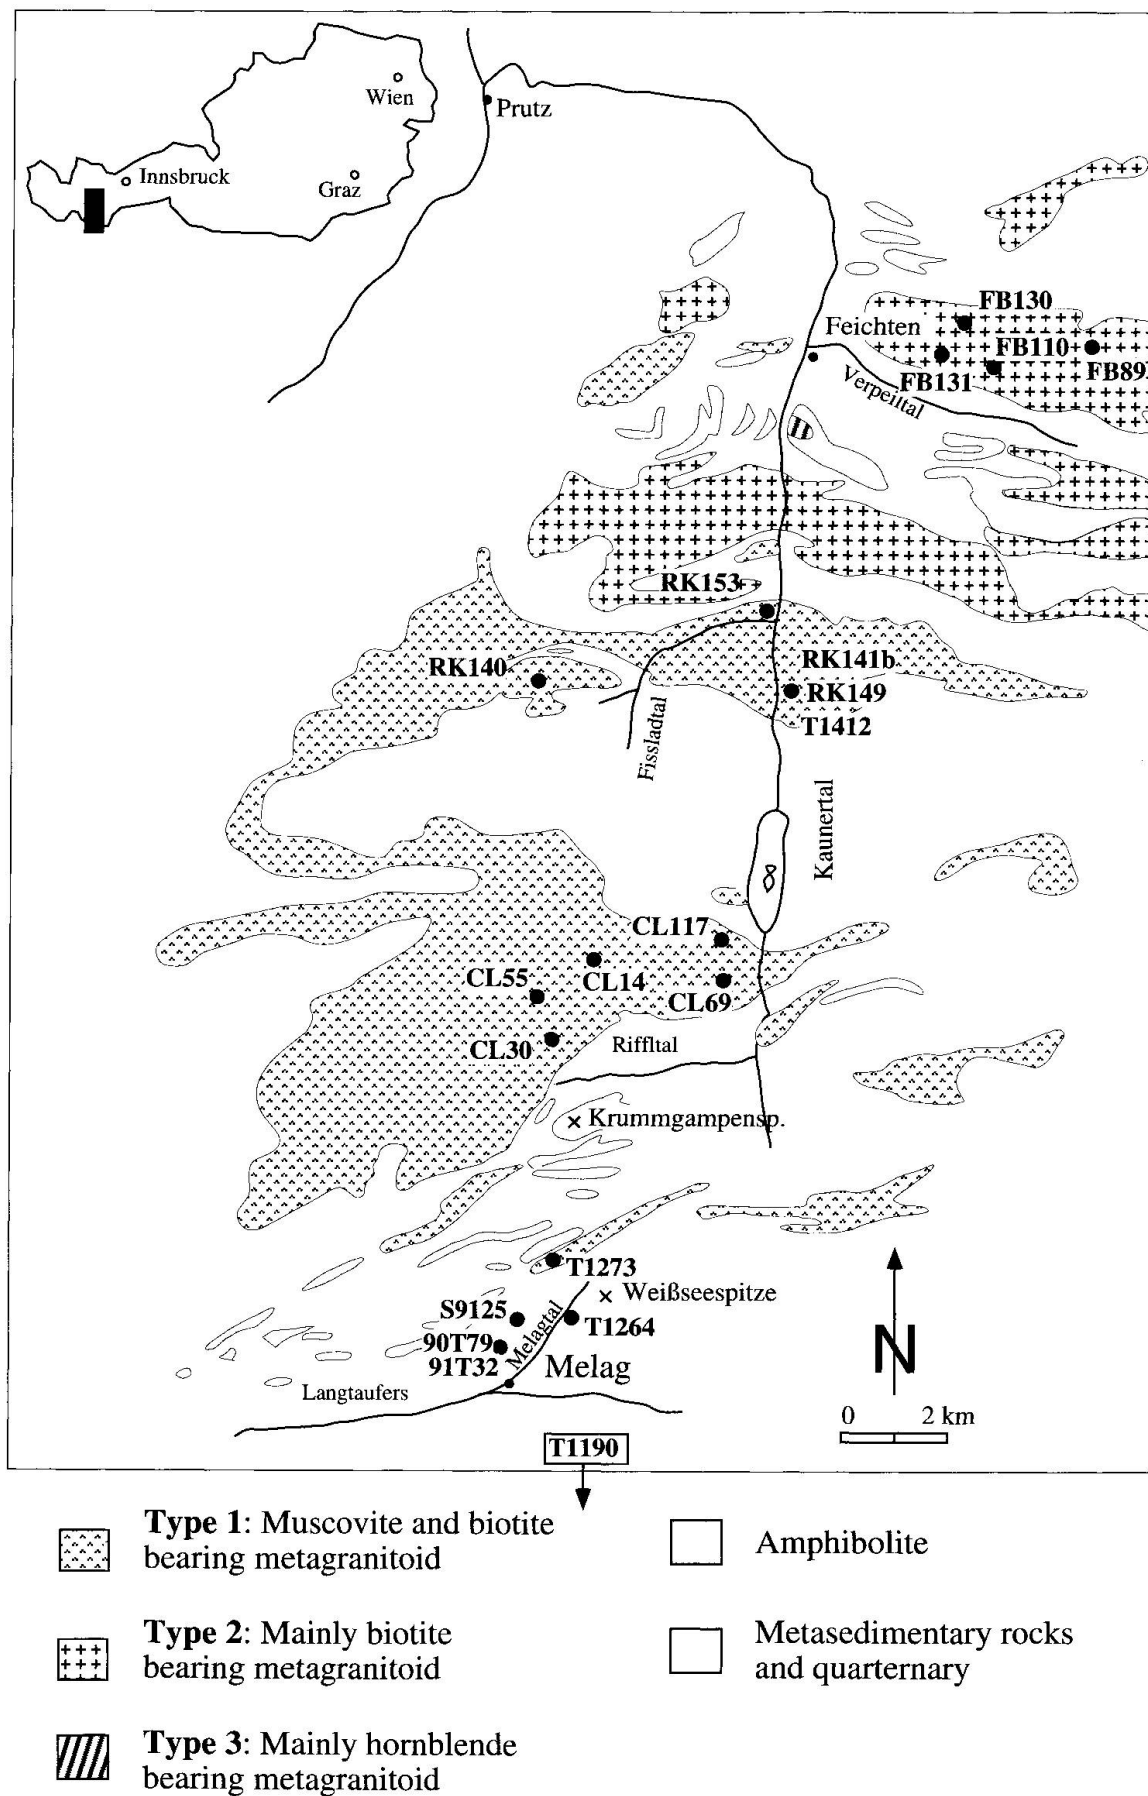 Wien
Prutz
Innsbruck
Graz
FB130
Feichten
FB110
FB131
FB89
Verpeiltal
RK153
RK140
RK141b
RK149
T1412
Fissladtal
Kaunertal
CL117
CL55
CL14
CL69
CL30
Riffltal
Krummgampensp.
T1273
Weißseespitze
S9125
T1264
90T79
Melagtal
91T32
Melag
Langtaufers
N
0 2 km
T1190
Type 1: Muscovite and biotite
bearing metagranitoid
Amphibolite
Type 2: Mainly biotite
bearing metagranitoid
Metasedimentary rocks
and quarternary
Type 3: Mainly hornblende
bearing metagranitoid